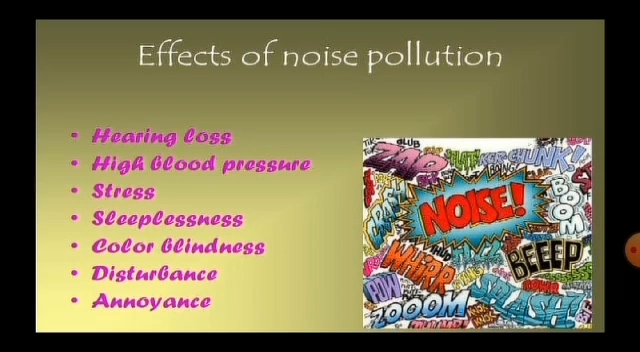 Effects of noise pollution
• Hearing loss
• High blood pressure
• Stress
• Sleeplessness
• Color blindness
• Disturbance
• Annoyance
ZAP
CHUNK!
NOISE!
BOOM
WHIRR
BEEEP
POW
ZOOOM
SPLASH!